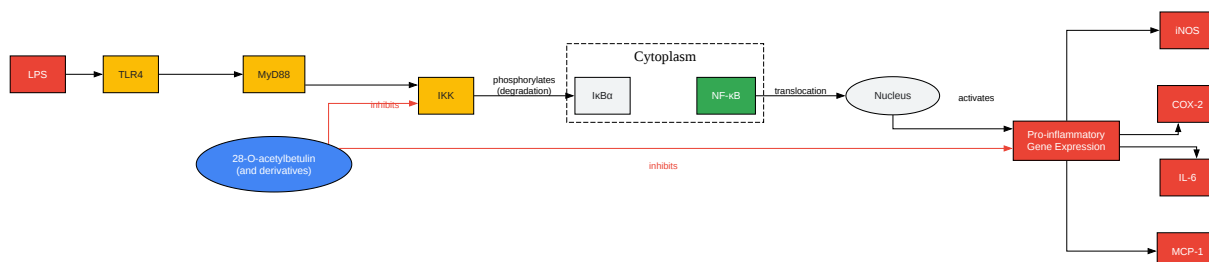 LPS
TLR4
MyD88
inhibits
IKK
phosphorylates
(degradation)
Cytoplasm
IκBα
NF-κB
translocation
Nucleus
activates
28-O-acetylbetulin
(and derivatives)
inhibits
Pro-inflammatory
Gene Expression
iNOS
COX-2
IL-6
MCP-1